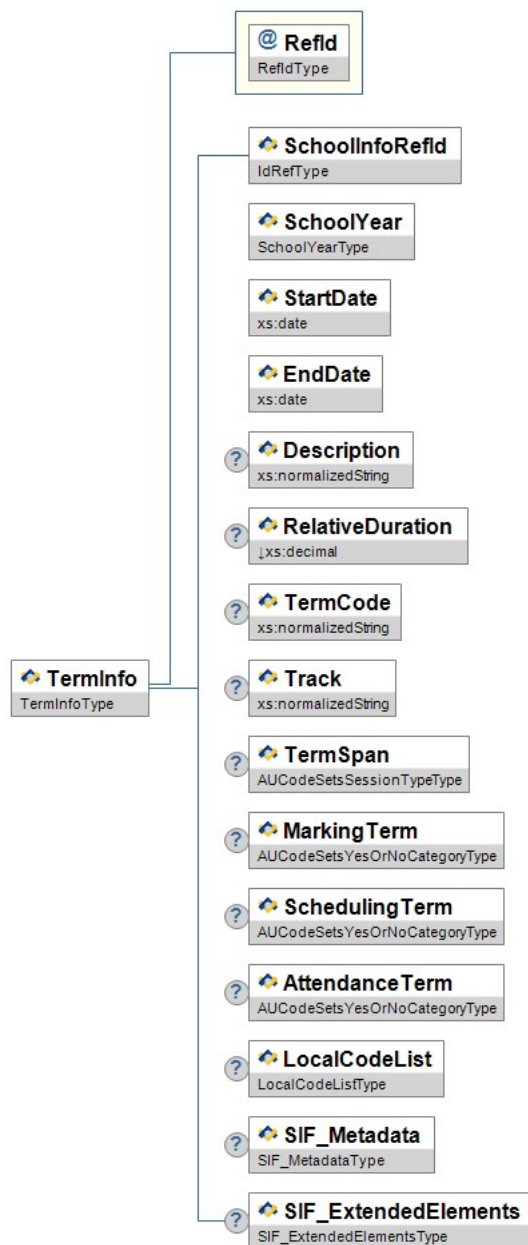 @ RefId
RefIdType
SchoolInfoRefId
IdRefType
SchoolYear
SchoolYearType
StartDate
xs:date
EndDate
xs:date
? Description
xs:normalizedString
? RelativeDuration
↓xs:decimal
? TermCode
xs:normalizedString
TermInfo
TermInfoType
? Track
xs:normalizedString
? TermSpan
AUCodeSetsSessionTypeType
? MarkingTerm
AUCodeSetsYesOrNoCategoryType
? SchedulingTerm
AUCodeSetsYesOrNoCategoryType
? AttendanceTerm
AUCodeSetsYesOrNoCategoryType
? LocalCodeList
LocalCodeListType
? SIF_Metadata
SIF_MetadataType
? SIF_ExtendedElements
SIF_ExtendedElementsType